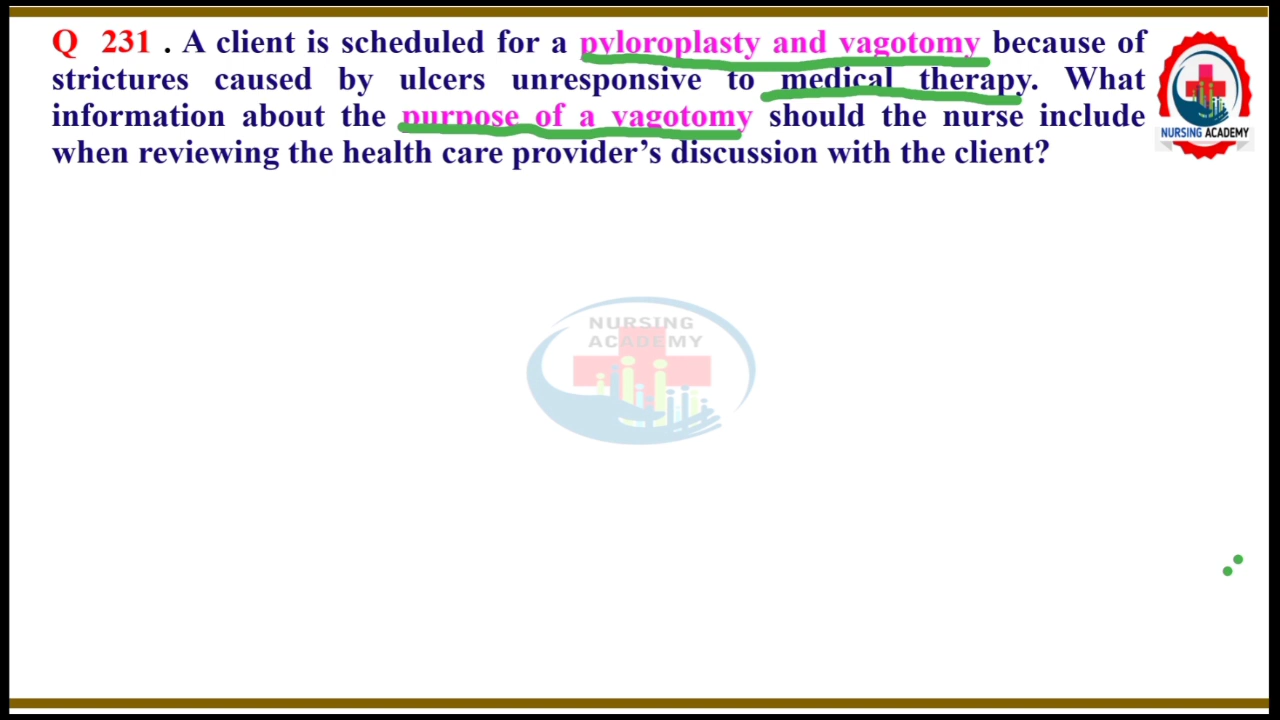 Q 231 . A client is scheduled for a pyloroplasty and vagotomy because of
strictures caused by ulcers unresponsive to medical therapy. What
information about the purpose of a vagotomy should the nurse include
when reviewing the health care provider’s discussion with the client?
NURSING ACADEMY
NURSING
ACADEMY